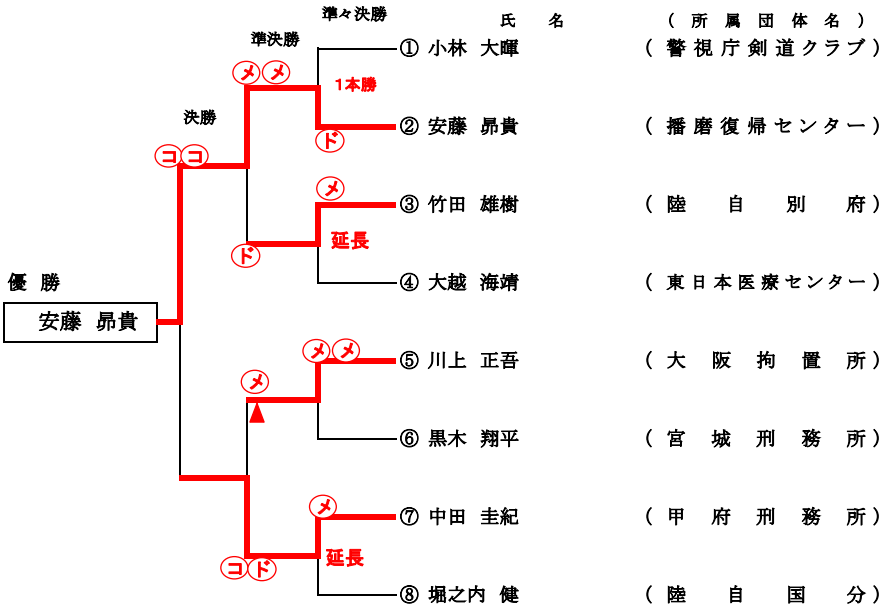 準々決勝
氏 名 ( 所 属 団 体 名 )
準決勝
① 小林 大暉 ( 警視庁剣道クラブ )
メ メ
1本勝
決勝
② 安藤 昂貴 ( 播磨復帰センター )
ド
コ コ
メ
③ 竹田 雄樹 ( 陸 自 別 府 )
延長
ド
④ 大越 海靖 ( 東日本医療センター )
優 勝
安藤 昂貴
メ メ
⑤ 川上 正吾 ( 大 阪 拘 置 所 )
メ
⑥ 黒木 翔平 ( 宮 城 刑 務 所 )
メ
⑦ 中田 圭紀 ( 甲 府 刑 務 所 )
延長
コ ド
⑧ 堀之内 健 ( 陸 自 国 分 )